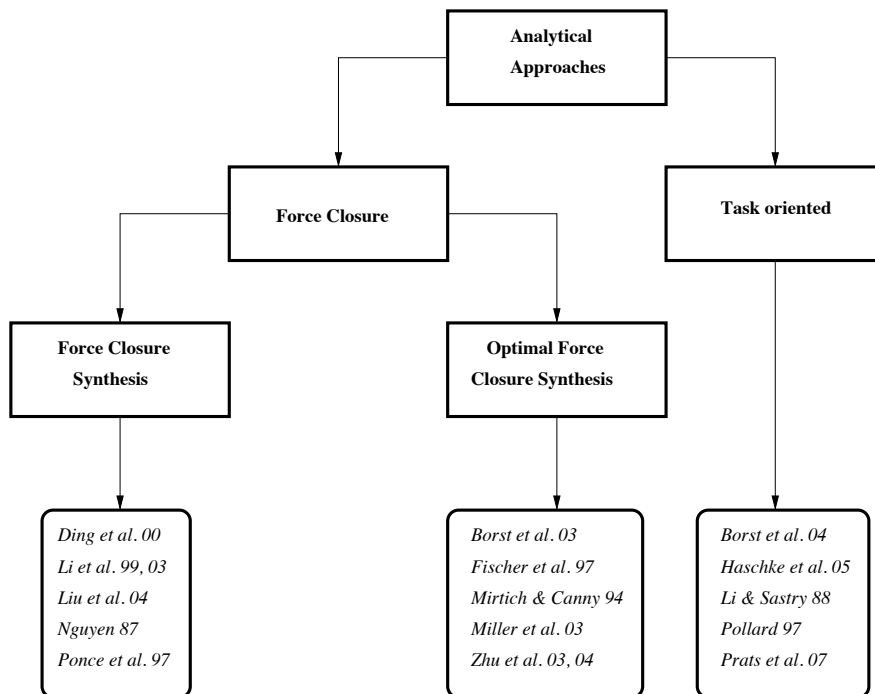 Analytical
Approaches
Force Closure
Task oriented
Force Closure
Synthesis
Optimal Force
Closure Synthesis
Ding et al. 00
Li et al. 99, 03
Liu et al. 04
Nguyen 87
Ponce et al. 97
Borst et al. 03
Fischer et al. 97
Mirtich & Canny 94
Miller et al. 03
Zhu et al. 03, 04
Borst et al. 04
Haschke et al. 05
Li & Sastry 88
Pollard 97
Prats et al. 07